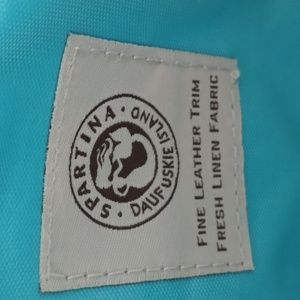 SPARTINA · DAUFUSKIE ISLAND ·
FINE LEATHER TRIM
FRESH LINEN FABRIC